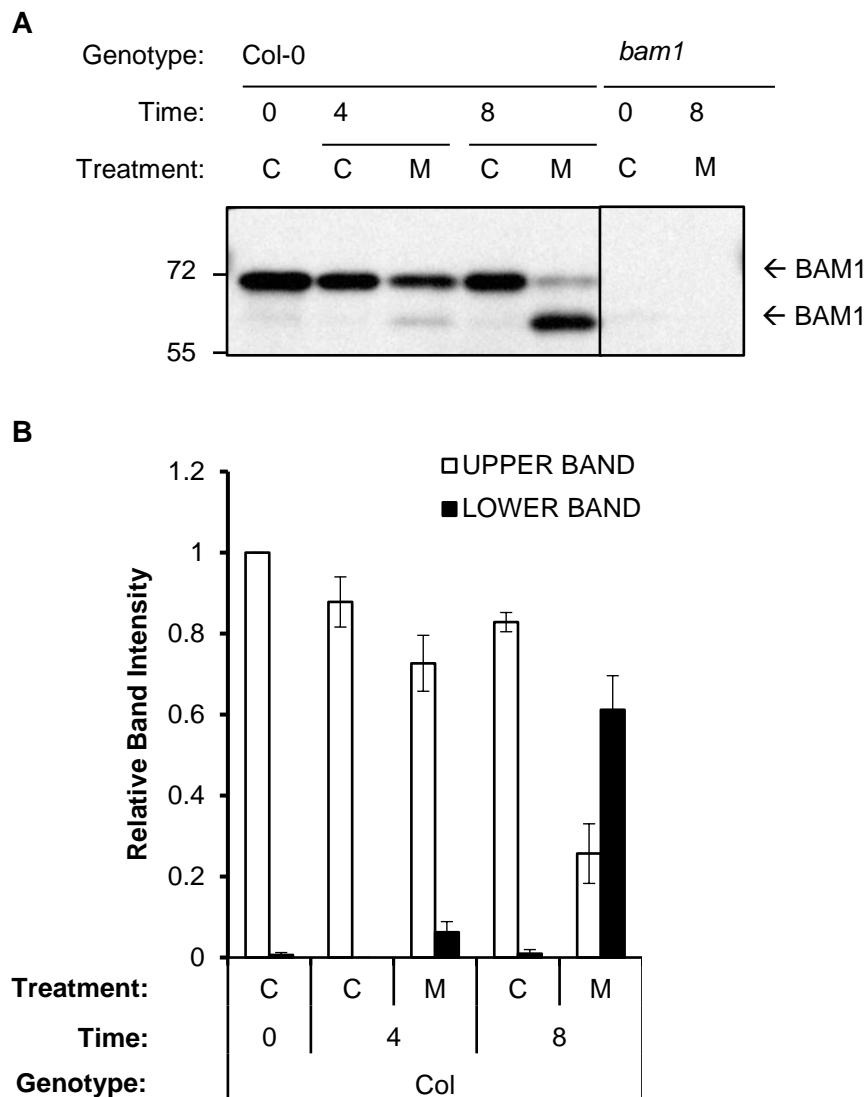 A
Genotype: Col-0 bam1
Time: 0 4 8 0 8
Treatment: C C M C M C M
72 ← BAM1
← BAM1
55
B
UPPER BAND
LOWER BAND
Relative Band Intensity
1.2
1
0.8
0.6
0.4
0.2
0
Treatment: C C M C M
Time: 0 4 8
Genotype: Col